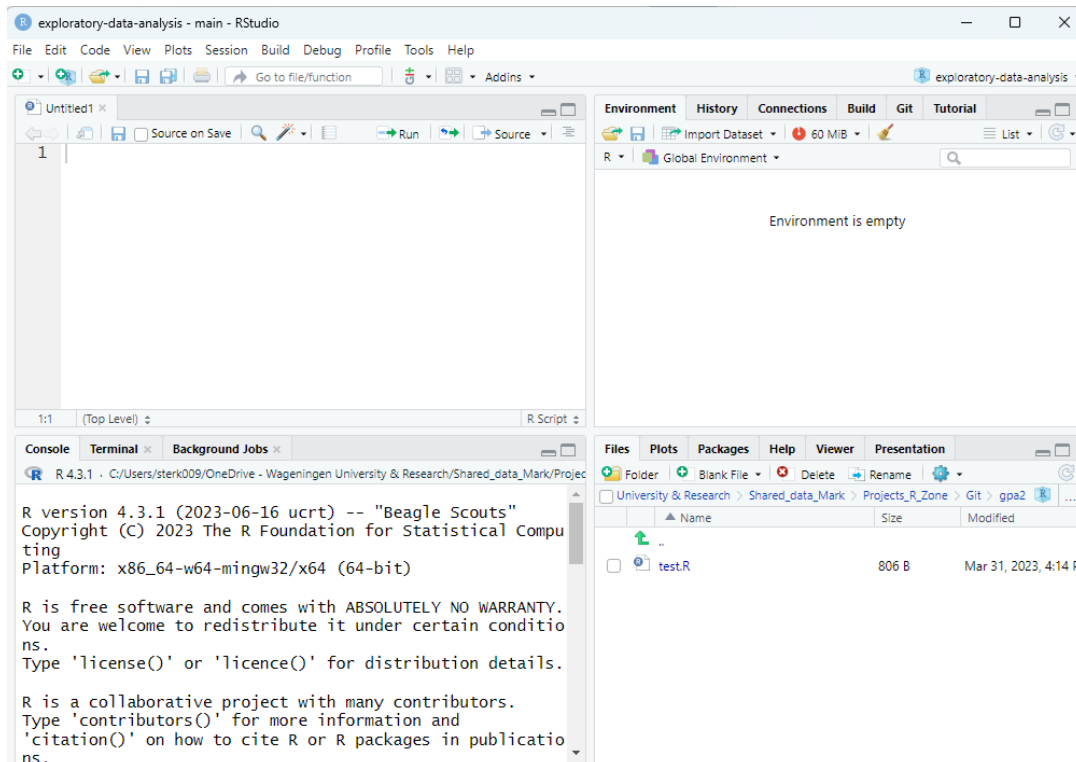 exploratory-data-analysis - main - RStudio
File Edit Code View Plots Session Build Debug Profile Tools Help
Go to file/function Addins exploratory-data-analysis
Untitled1
Source on Save Run Source
1
1:1 (Top Level) R Script
Environment History Connections Build Git Tutorial
Import Dataset 60 MiB List
R Global Environment
Environment is empty
Console Terminal Background Jobs
R 4.3.1 · C:/Users/sterk009/OneDrive - Wageningen University & Research/Shared_data_Mark/Projec
R version 4.3.1 (2023-06-16 ucrt) -- "Beagle Scouts"
Copyright (C) 2023 The R Foundation for Statistical Compu
ting
Platform: x86_64-w64-mingw32/x64 (64-bit)
R is free software and comes with ABSOLUTELY NO WARRANTY.
You are welcome to redistribute it under certain conditio
ns.
Type 'license()' or 'licence()' for distribution details.
R is a collaborative project with many contributors.
Type 'contributors()' for more information and
'citation()' on how to cite R or R packages in publicatio
ns.
Files Plots Packages Help Viewer Presentation
Folder Blank File Delete Rename
University & Research > Shared_data_Mark > Projects_R_Zone > Git > gpa2 ...
Name Size Modified
..
test.R 806 B Mar 31, 2023, 4:14 P